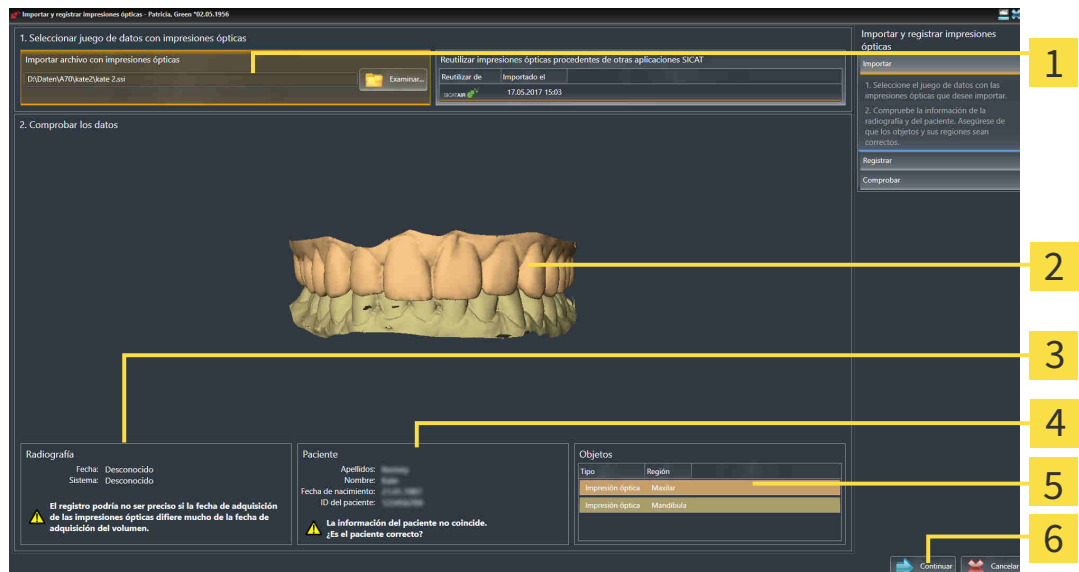 Importar y registrar impresiones ópticas - Patricia, Green *02.05.1956
1. Seleccionar juego de datos con impresiones ópticas
Importar archivo con impresiones ópticas
D:\Daten\A70\kate2\kate 2.ssi
Examinar...
Reutilizar impresiones ópticas procedentes de otras aplicaciones SICAT
Reutilizar de Importado el
SICAT AIR 17.05.2017 15:03
2. Comprobar los datos
Radiografía
Fecha: Desconocido
Sistema: Desconocido
El registro podría no ser preciso si la fecha de adquisición
de las impresiones ópticas difiere mucho de la fecha de
adquisición del volumen.
Paciente
Apellidos:
Nombre:
Fecha de nacimiento:
ID del paciente:
La información del paciente no coincide.
¿Es el paciente correcto?
Objetos
Tipo Región
Impresión óptica Maxilar
Impresión óptica Mandíbula
Importar y registrar impresiones
ópticas
Importar
1. Seleccione el juego de datos con las
impresiones ópticas que desee importar.
2. Compruebe la información de la
radiografía y del paciente. Asegúrese de
que los objetos y sus regiones sean
correctos.
Registrar
Comprobar
Continuar
Cancelar
1
2
3
4
5
6